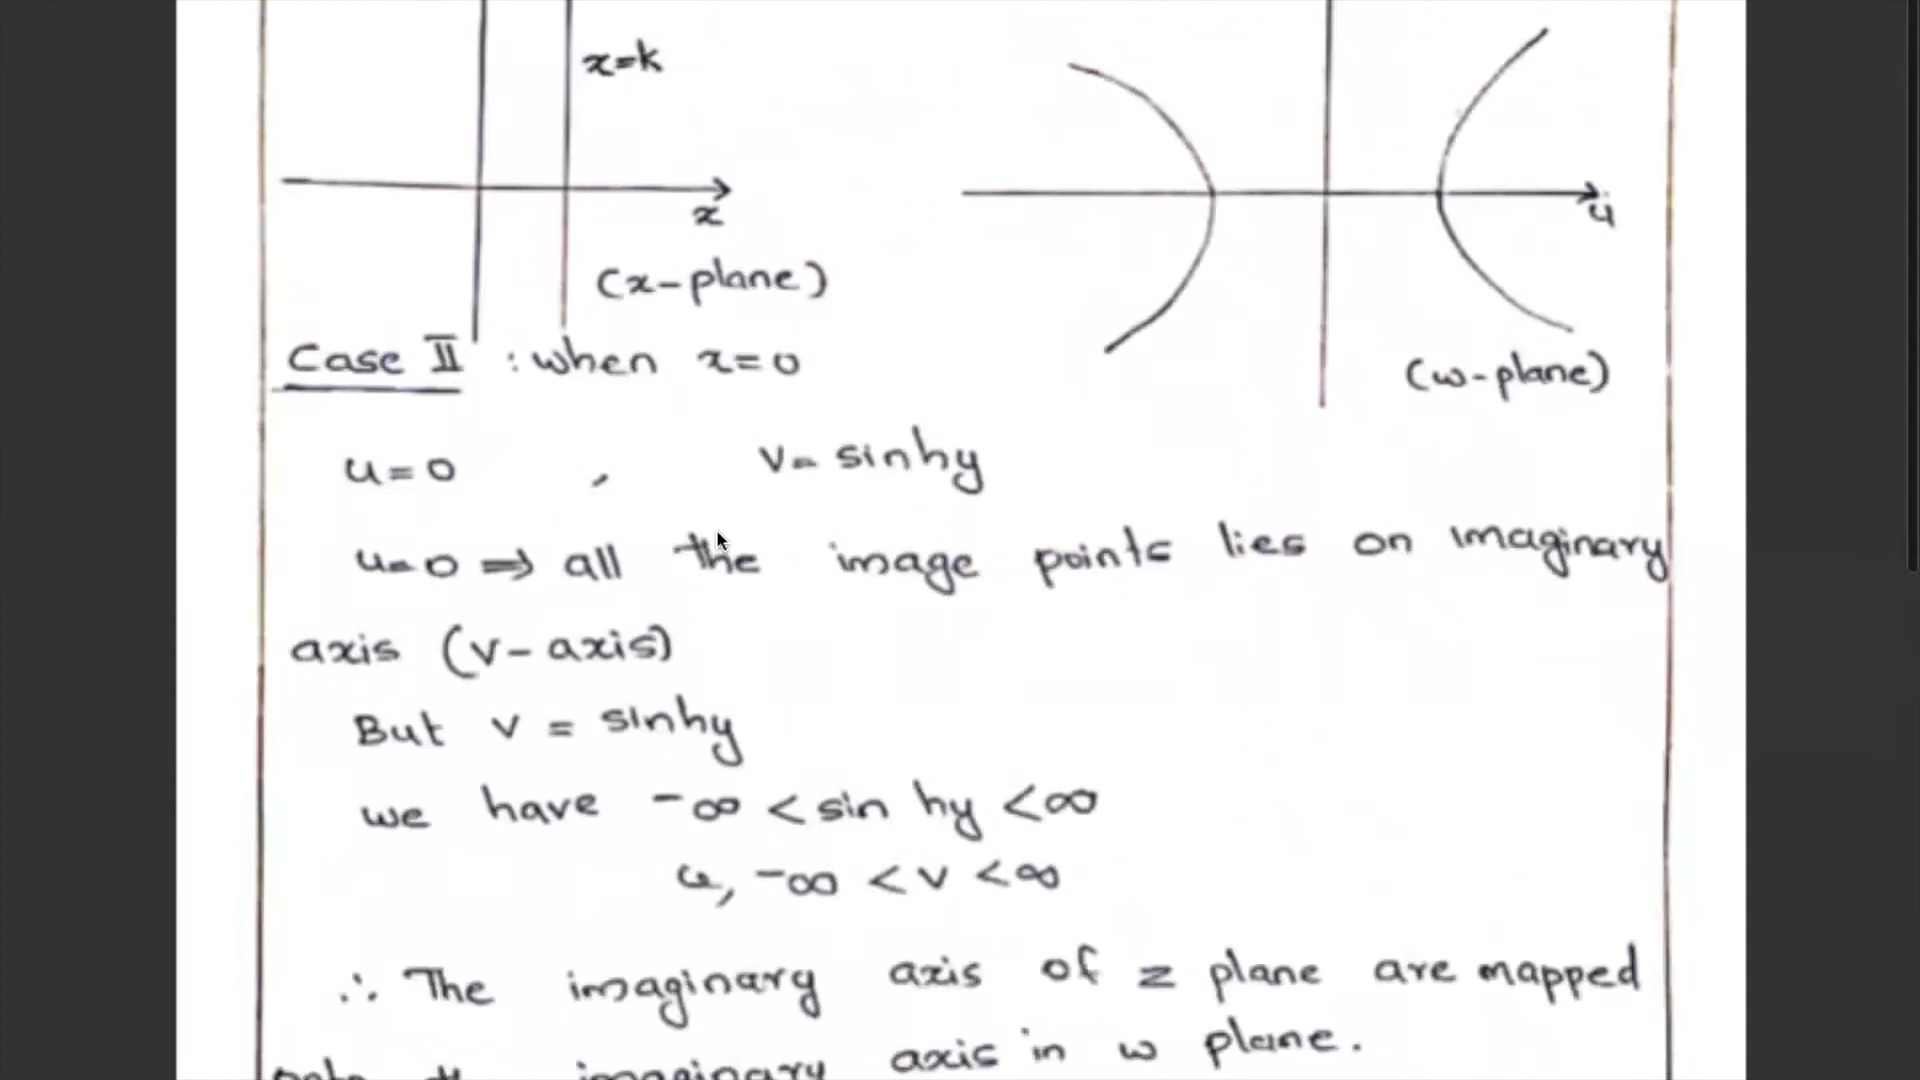 x=k
x
u
(x-plane)
Case II : when x=0
(w-plane)
u=0 , v= sinhy
u=0 ⇒ all the image points lies on imaginary
axis (v-axis)
But v = sinhy
we have -∞ < sin hy < ∞
-∞ < v < ∞
∴ The imaginary axis of z plane are mapped
imaginary axis in w plane.